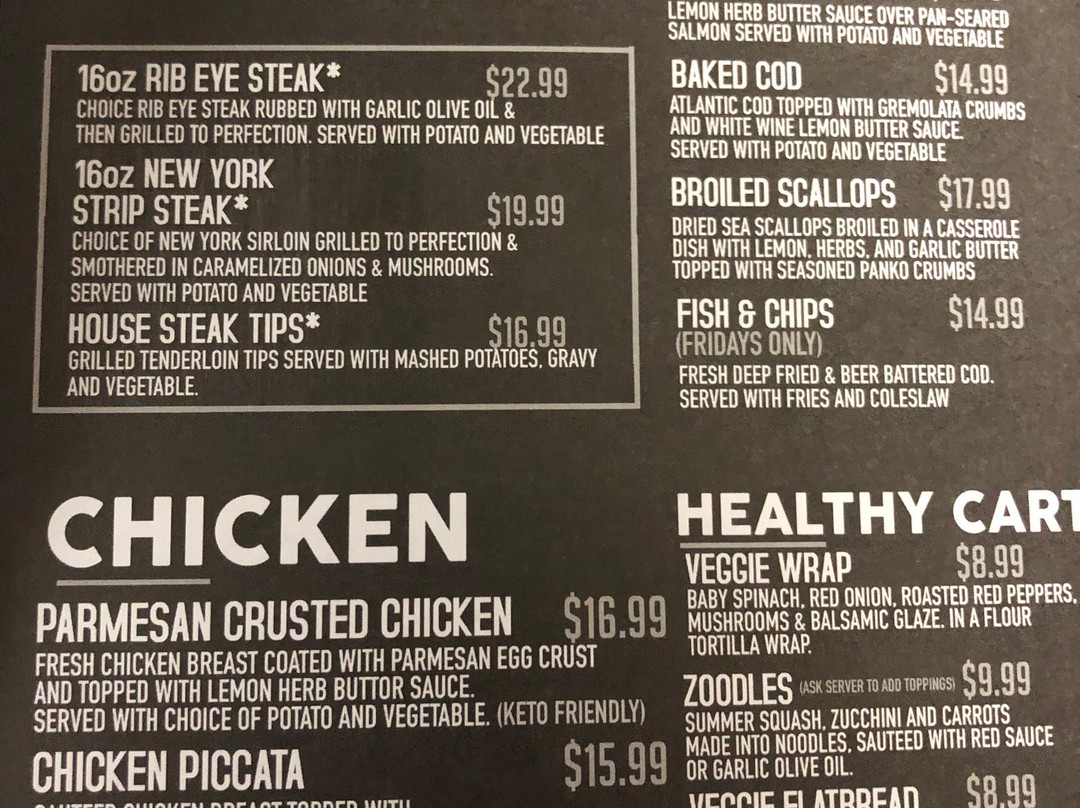 16oz RIB EYE STEAK* $22.99
CHOICE RIB EYE STEAK RUBBED WITH GARLIC OLIVE OIL &
THEN GRILLED TO PERFECTION. SERVED WITH POTATO AND VEGETABLE
16oz NEW YORK
STRIP STEAK* $19.99
CHOICE OF NEW YORK SIRLOIN GRILLED TO PERFECTION &
SMOTHERED IN CARAMELIZED ONIONS & MUSHROOMS.
SERVED WITH POTATO AND VEGETABLE
HOUSE STEAK TIPS* $16.99
GRILLED TENDERLOIN TIPS SERVED WITH MASHED POTATOES, GRAVY
AND VEGETABLE.
CHICKEN
PARMESAN CRUSTED CHICKEN $16.99
FRESH CHICKEN BREAST COATED WITH PARMESAN EGG CRUST
AND TOPPED WITH LEMON HERB BUTTOR SAUCE.
SERVED WITH CHOICE OF POTATO AND VEGETABLE. (KETO FRIENDLY)
CHICKEN PICCATA $15.99
SAUTEED CHICKEN BREAST TOPPED WITH
LEMON HERB BUTTER SAUCE OVER PAN-SEARED
SALMON SERVED WITH POTATO AND VEGETABLE
BAKED COD $14.99
ATLANTIC COD TOPPED WITH GREMOLATA CRUMBS
AND WHITE WINE LEMON BUTTER SAUCE.
SERVED WITH POTATO AND VEGETABLE
BROILED SCALLOPS $17.99
DRIED SEA SCALLOPS BROILED IN A CASSEROLE
DISH WITH LEMON, HERBS, AND GARLIC BUTTER
TOPPED WITH SEASONED PANKO CRUMBS
FISH & CHIPS $14.99
(FRIDAYS ONLY)
FRESH DEEP FRIED & BEER BATTERED COD.
SERVED WITH FRIES AND COLESLAW
HEALTHY CART
VEGGIE WRAP $8.99
BABY SPINACH, RED ONION, ROASTED RED PEPPERS,
MUSHROOMS & BALSAMIC GLAZE. IN A FLOUR
TORTILLA WRAP.
ZOODLES (ASK SERVER TO ADD TOPPINGS) $9.99
SUMMER SQUASH, ZUCCHINI AND CARROTS
MADE INTO NOODLES, SAUTEED WITH RED SAUCE
OR GARLIC OLIVE OIL.
VEGGIE FLATBREAD $8.99